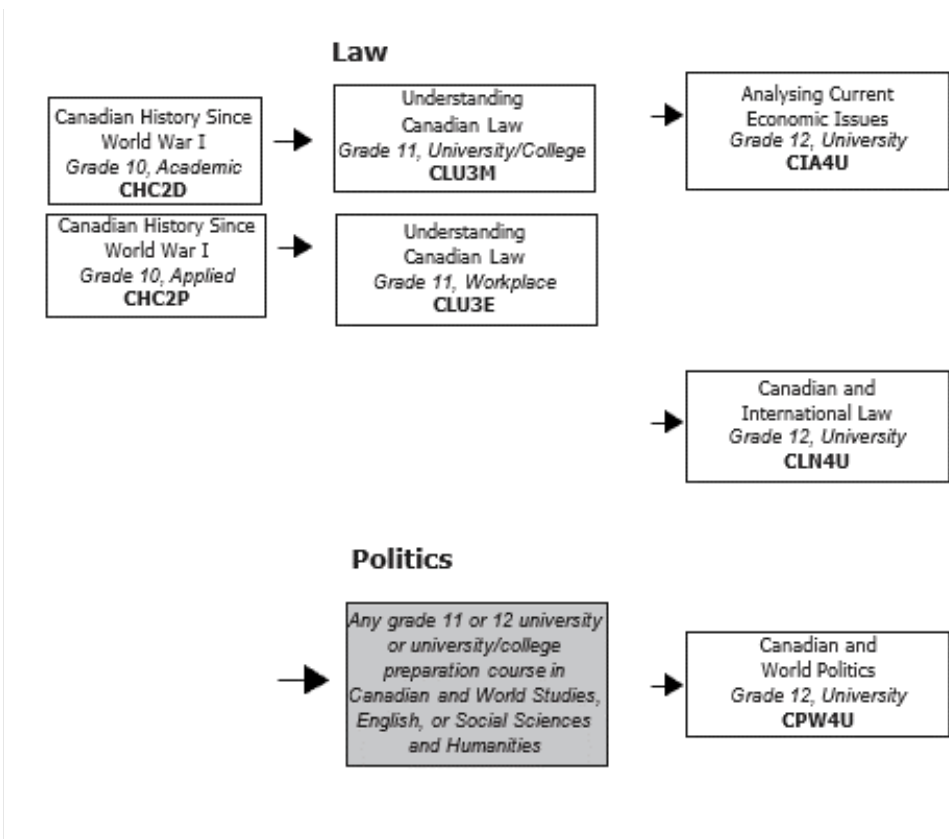 Law
Canadian History Since
World War I
Grade 10, Academic
CHC2D
Understanding
Canadian Law
Grade 11, University/College
CLU3M
Analysing Current
Economic Issues
Grade 12, University
CIA4U
Canadian History Since
World War I
Grade 10, Applied
CHC2P
Understanding
Canadian Law
Grade 11, Workplace
CLU3E
Canadian and
International Law
Grade 12, University
CLN4U
Politics
Any grade 11 or 12 university
or university/college
preparation course in
Canadian and World Studies,
English, or Social Sciences
and Humanities
Canadian and
World Politics
Grade 12, University
CPW4U